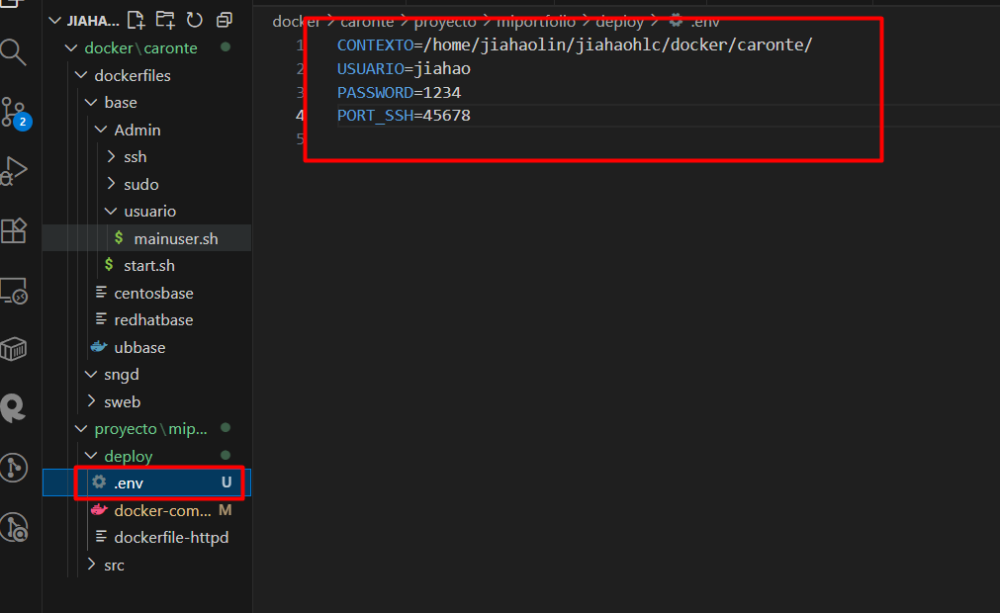 JIAHA...
docker\caronte
dockerfiles
base
Admin
ssh
sudo
usuario
mainuser.sh
start.sh
centosbase
redhatbase
ubbase
sngd
sweb
proyecto\mip...
deploy
.env U
docker-com... M
dockerfile-httpd
src
2
docker > caronte > proyecto > miportfolio > deploy > .env
1 CONTEXTO=/home/jiahaolin/jiahaohlc/docker/caronte/
2 USUARIO=jiahao
3 PASSWORD=1234
4 PORT_SSH=45678
5